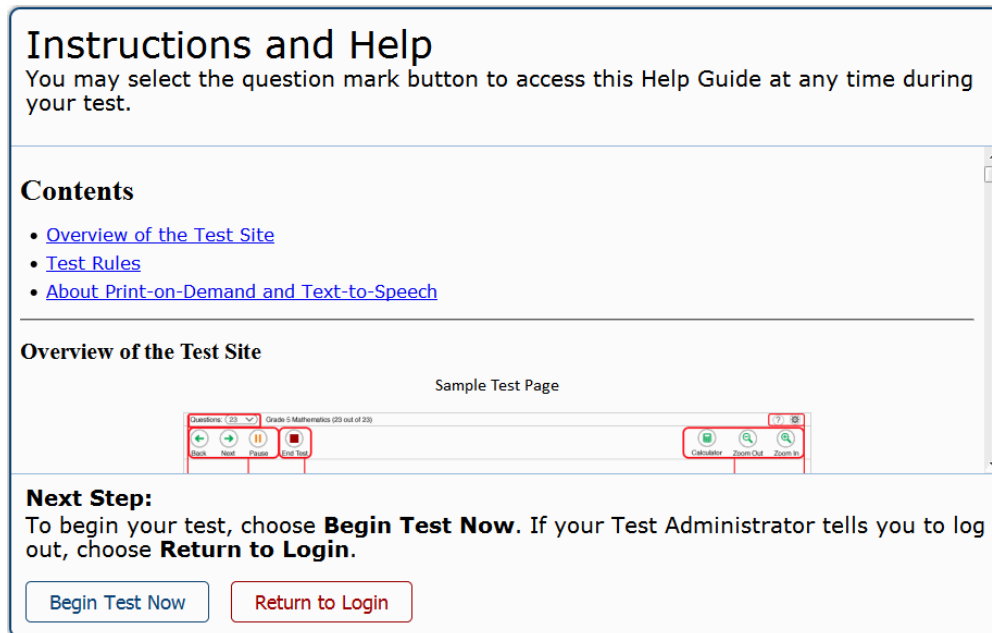 Instructions and Help
You may select the question mark button to access this Help Guide at any time during
your test.
Contents
• Overview of the Test Site
• Test Rules
• About Print-on-Demand and Text-to-Speech
Overview of the Test Site
Sample Test Page
Questions: 23 Grade 5 Mathematics (23 out of 23) ?
Back Next Pause End Test Calculator Zoom Out Zoom In
Next Step:
To begin your test, choose Begin Test Now. If your Test Administrator tells you to log
out, choose Return to Login.
Begin Test Now Return to Login